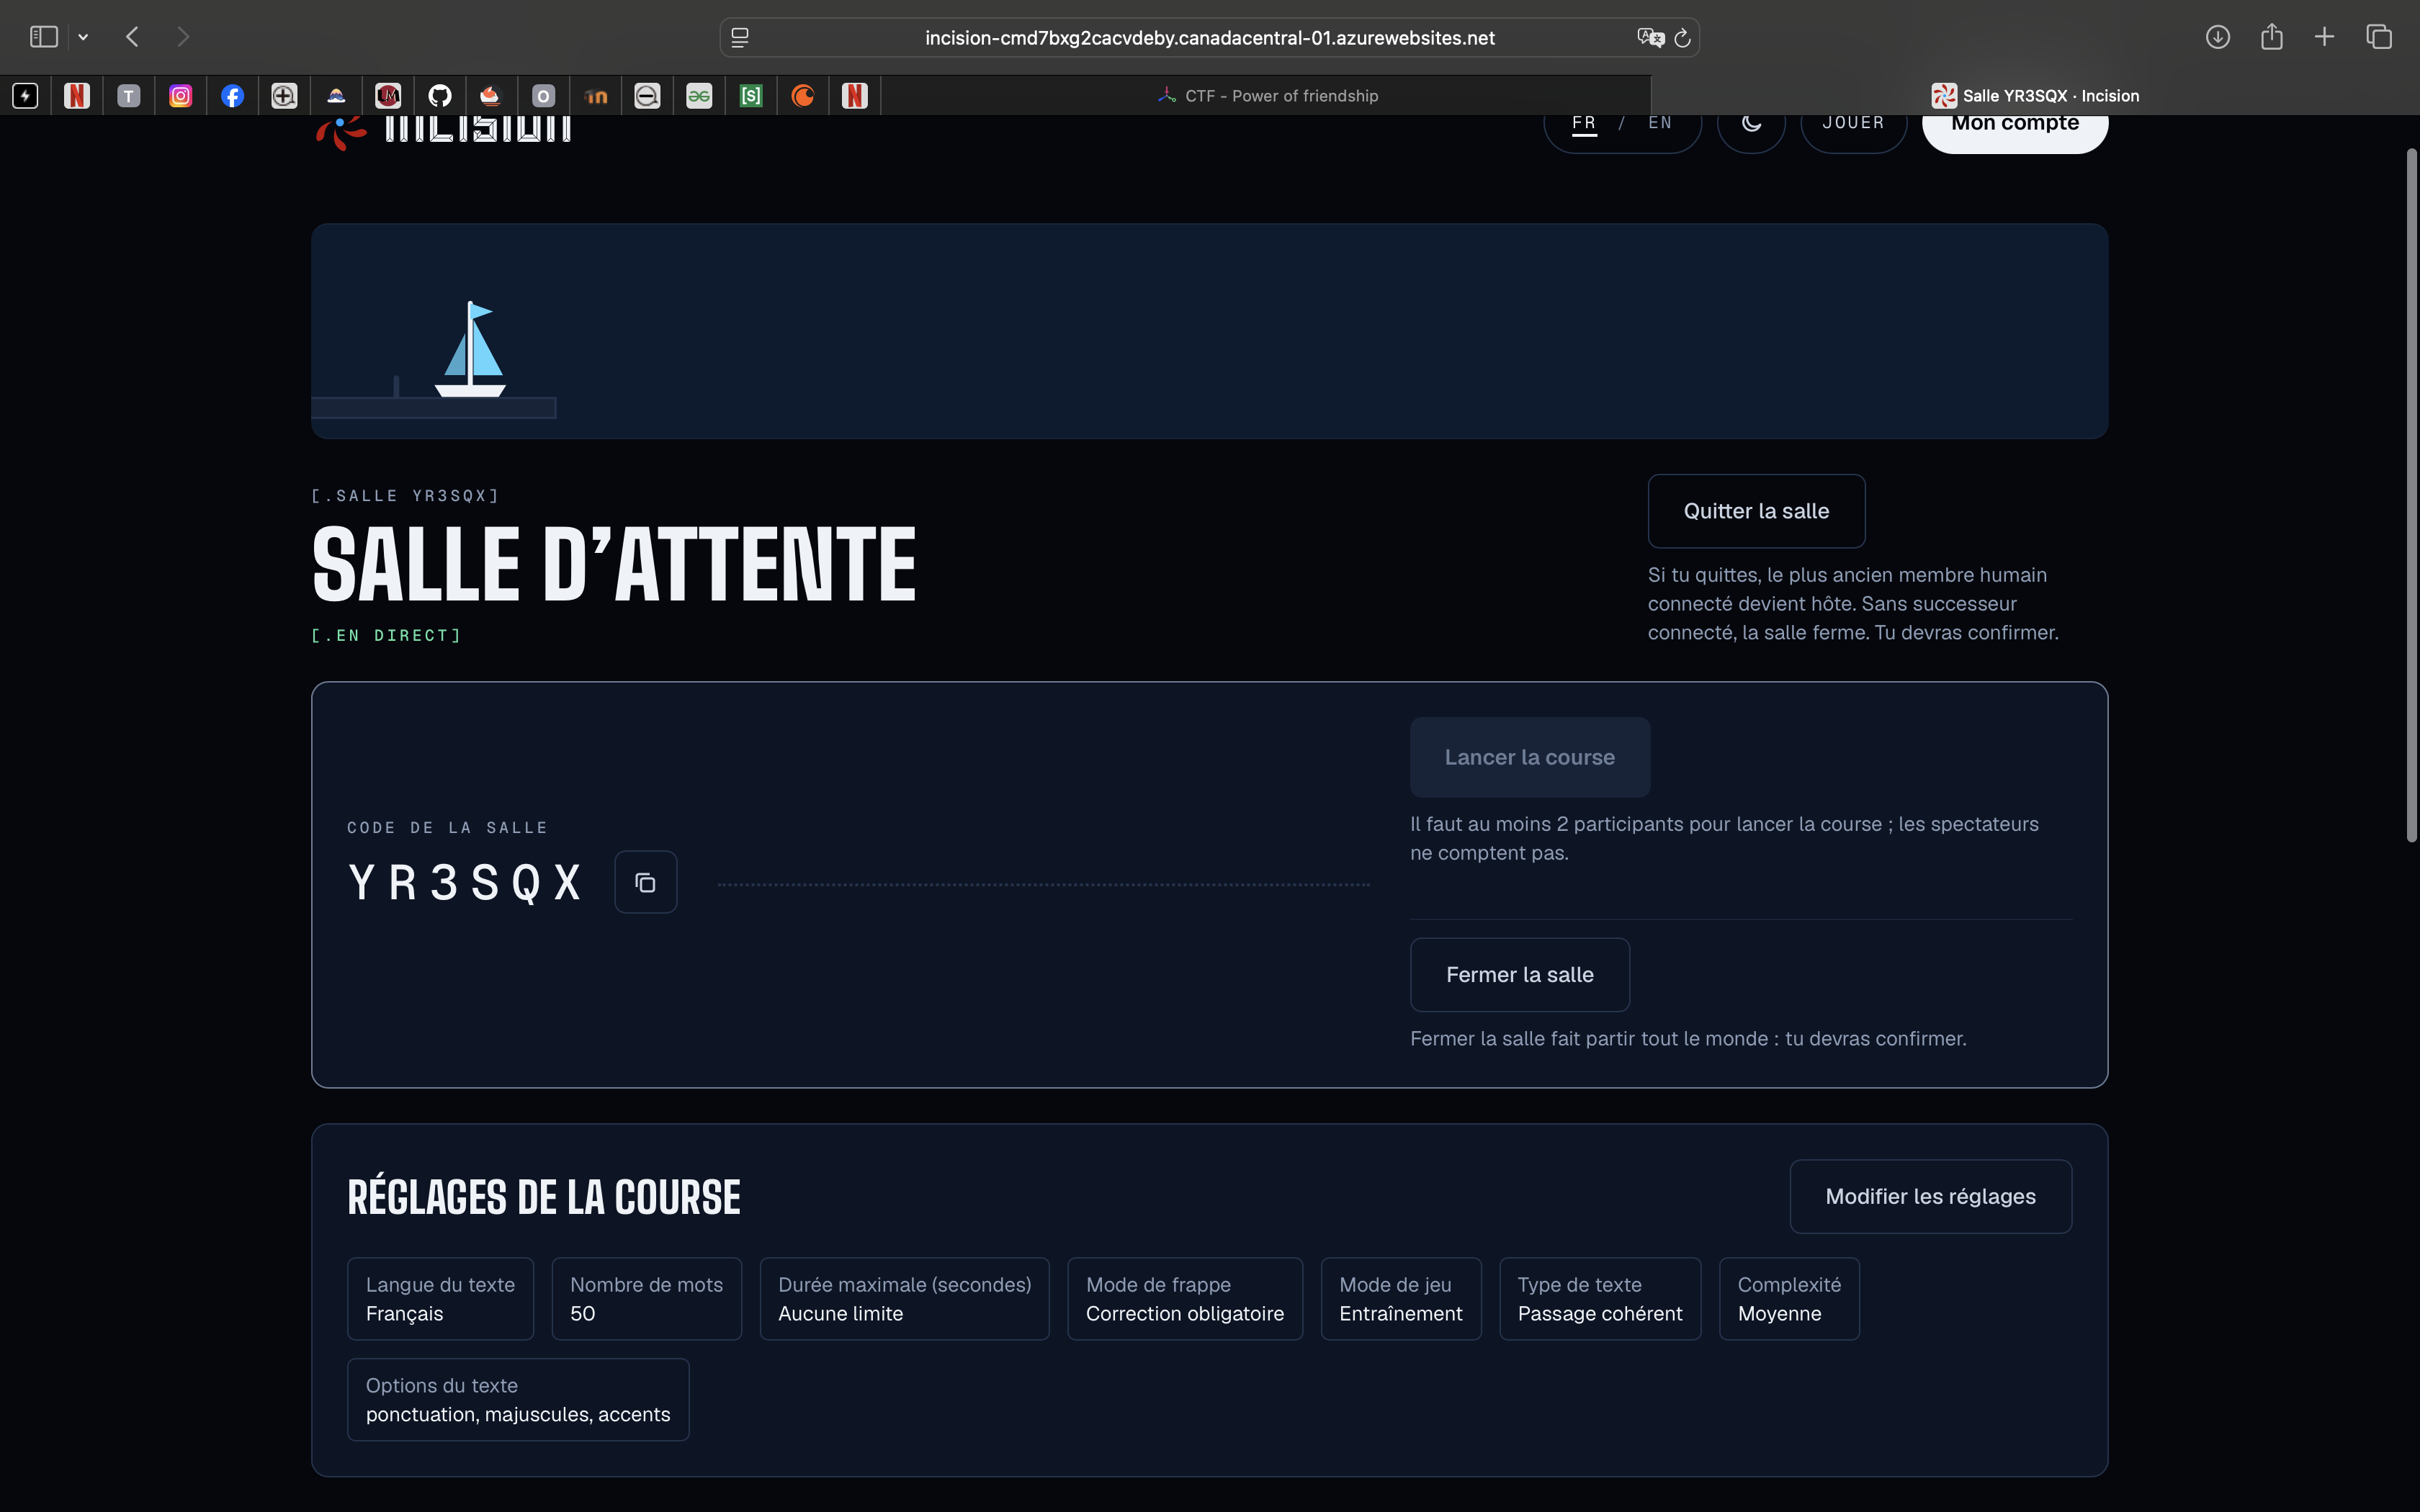 incision-cmd7bxg2cacvdeby.canadacentral-01.azurewebsites.net
CTF - Power of friendship
Salle YR3SQX · Incision
Incision
FR / EN
JOUER
Mon compte
[.SALLE YR3SQX]
SALLE D’ATTENTE
[.EN DIRECT]
Quitter la salle
Si tu quittes, le plus ancien membre humain
connecté devient hôte. Sans successeur
connecté, la salle ferme. Tu devras confirmer.
CODE DE LA SALLE
YR3SQX
Lancer la course
Il faut au moins 2 participants pour lancer la course ; les spectateurs
ne comptent pas.
Fermer la salle
Fermer la salle fait partir tout le monde : tu devras confirmer.
RÉGLAGES DE LA COURSE
Modifier les réglages
Langue du texte
Français
Nombre de mots
50
Durée maximale (secondes)
Aucune limite
Mode de frappe
Correction obligatoire
Mode de jeu
Entraînement
Type de texte
Passage cohérent
Complexité
Moyenne
Options du texte
ponctuation, majuscules, accents